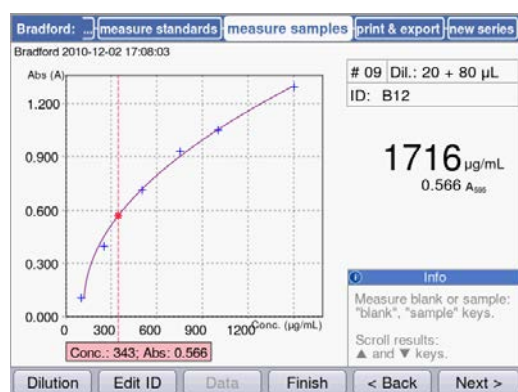 Bradford: ... measure standards measure samples print & export new series
Bradford 2010-12-02 17:08:03
# 09 Dil.: 20 + 80 µL
ID: B12
Abs (A)
1.200
0.900
0.600
0.300
0.000
0 300 600 900 1200 Conc. (µg/mL)
Conc.: 343; Abs: 0.566
1716 µg/mL
0.566 A595
Info
Measure blank or sample:
"blank", "sample" keys.
Scroll results:
▲ and ▼ keys.
Dilution Edit ID Data Finish < Back Next >